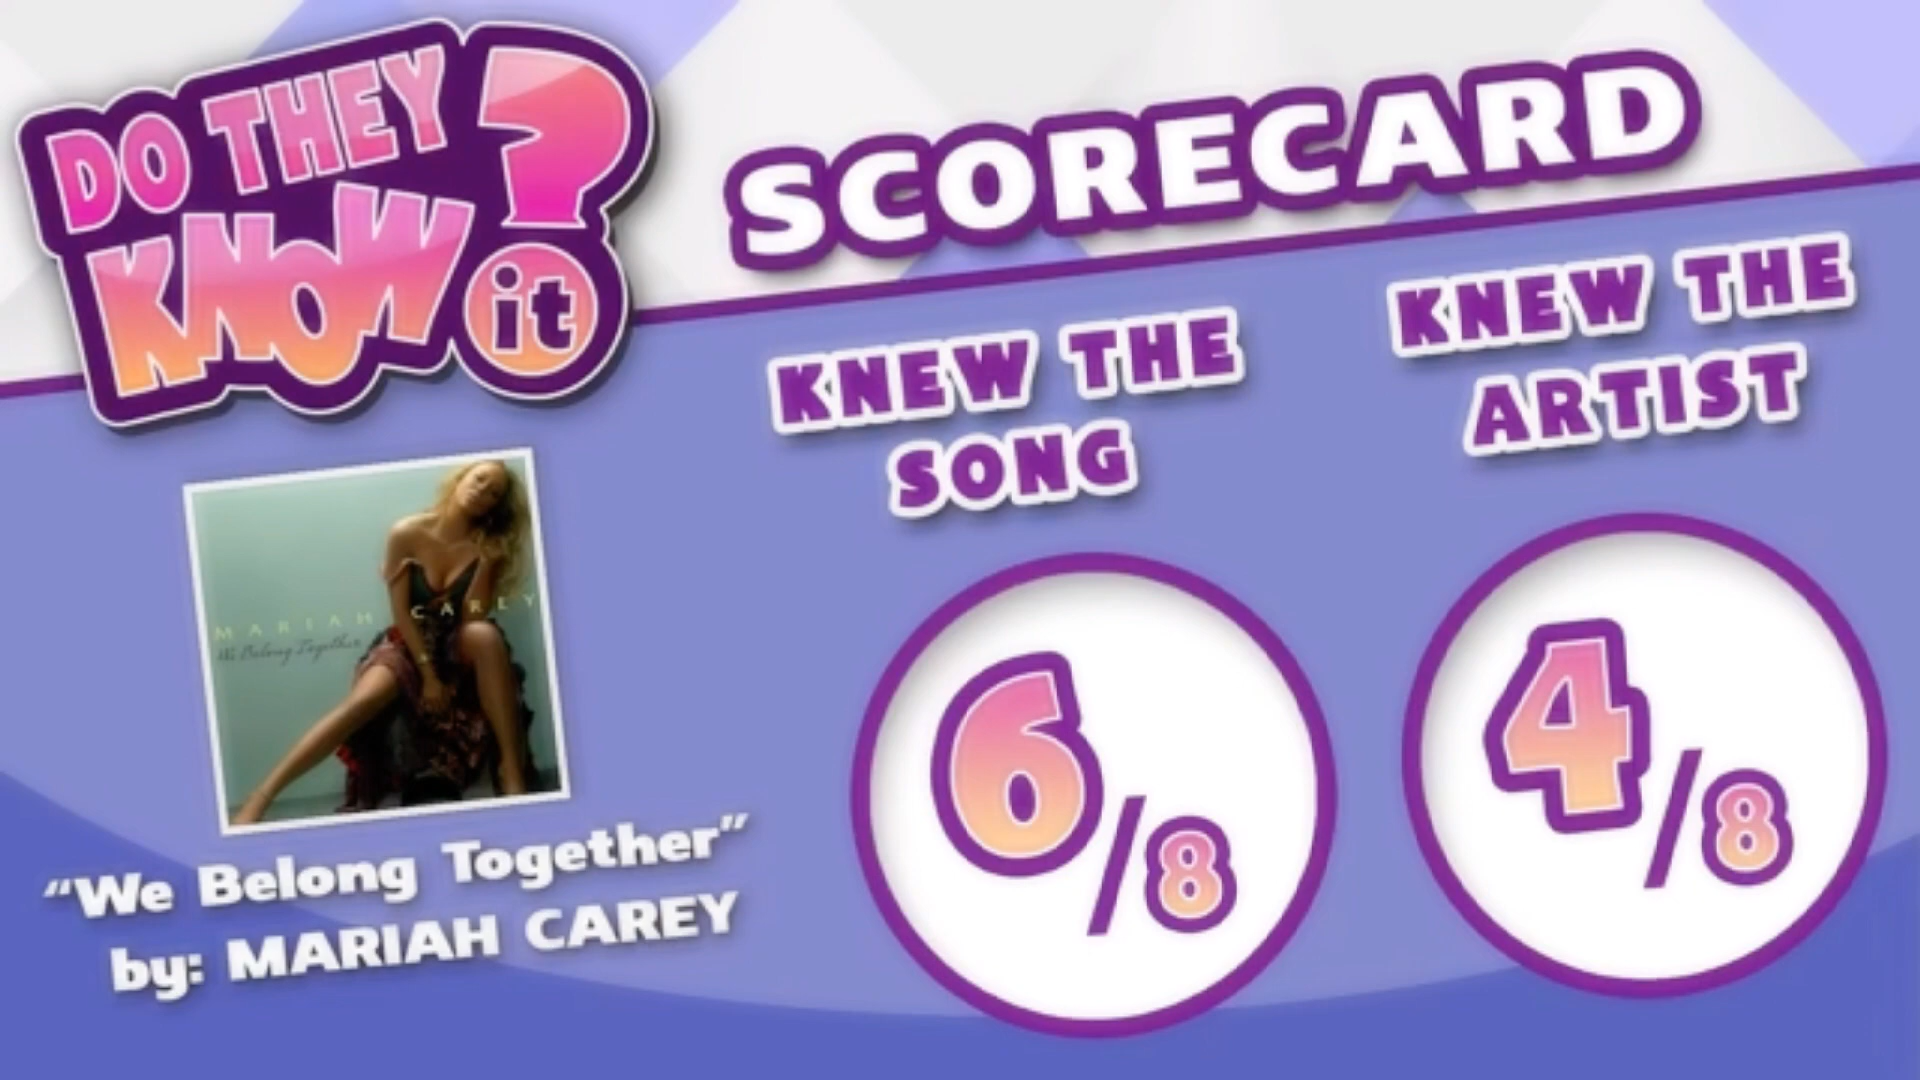 DO THEY
KNOW it?
SCORECARD
KNEW THE
SONG
KNEW THE
ARTIST
MARIAH CAREY
We Belong Together
6/8
4/8
“We Belong Together”
by: MARIAH CAREY